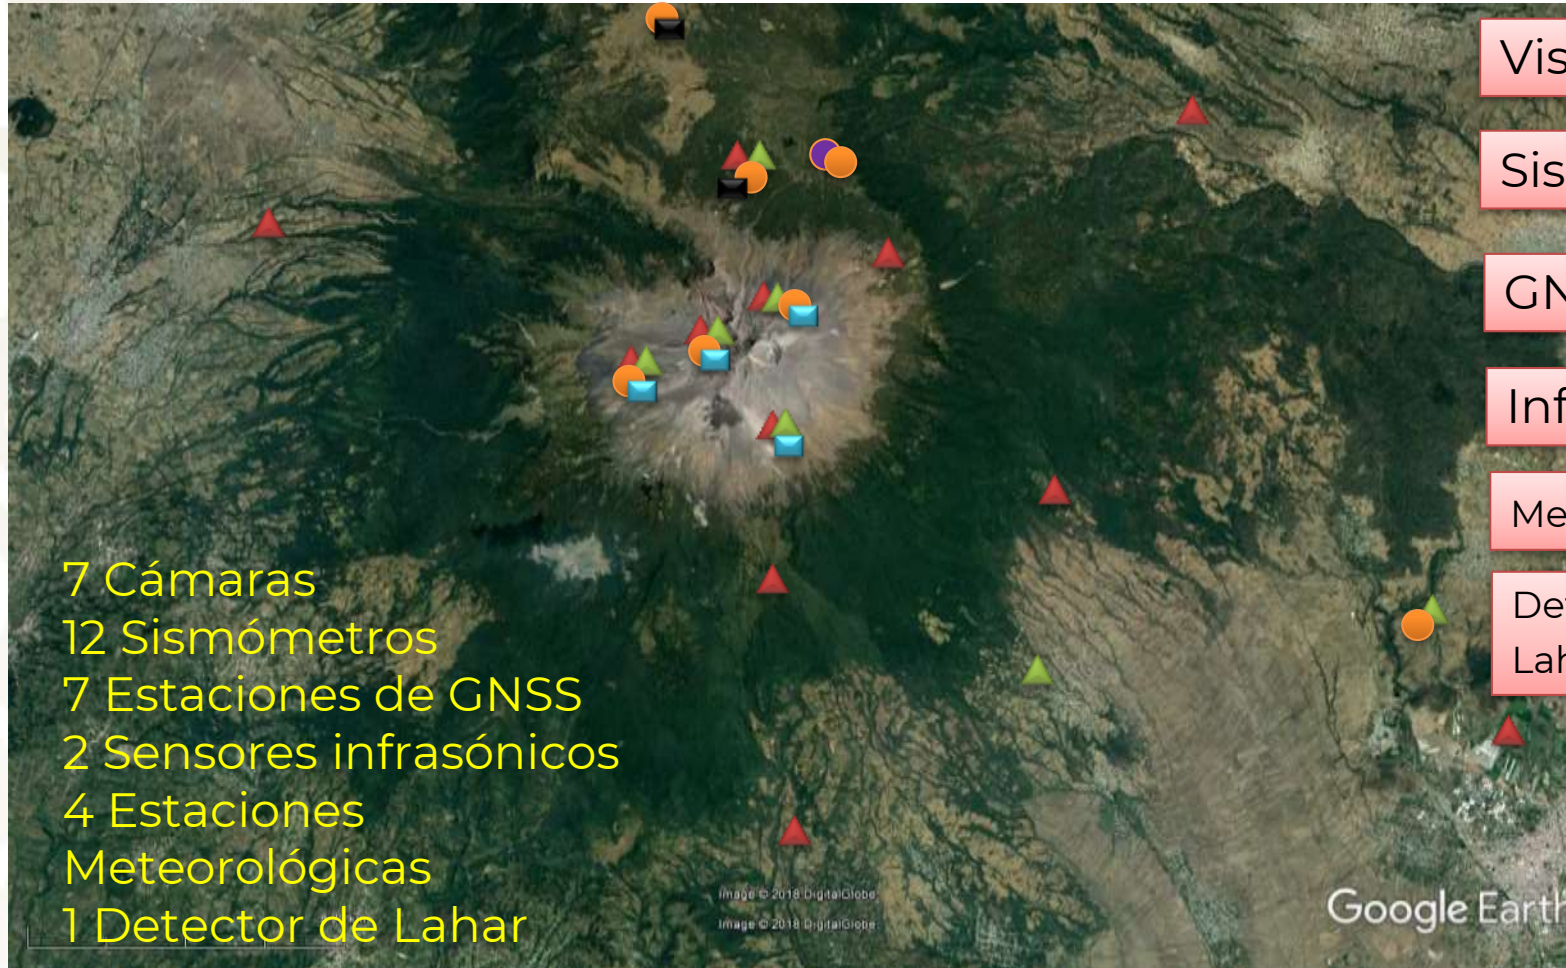 Vis
Sis
GN
Inf
Me
De
Lah
7 Cámaras
12 Sismómetros
7 Estaciones de GNSS
2 Sensores infrasónicos
4 Estaciones
Meteorológicas
1 Detector de Lahar
Image © 2018 DigitalGlobe
Image © 2018 DigitalGlobe
Google Earth